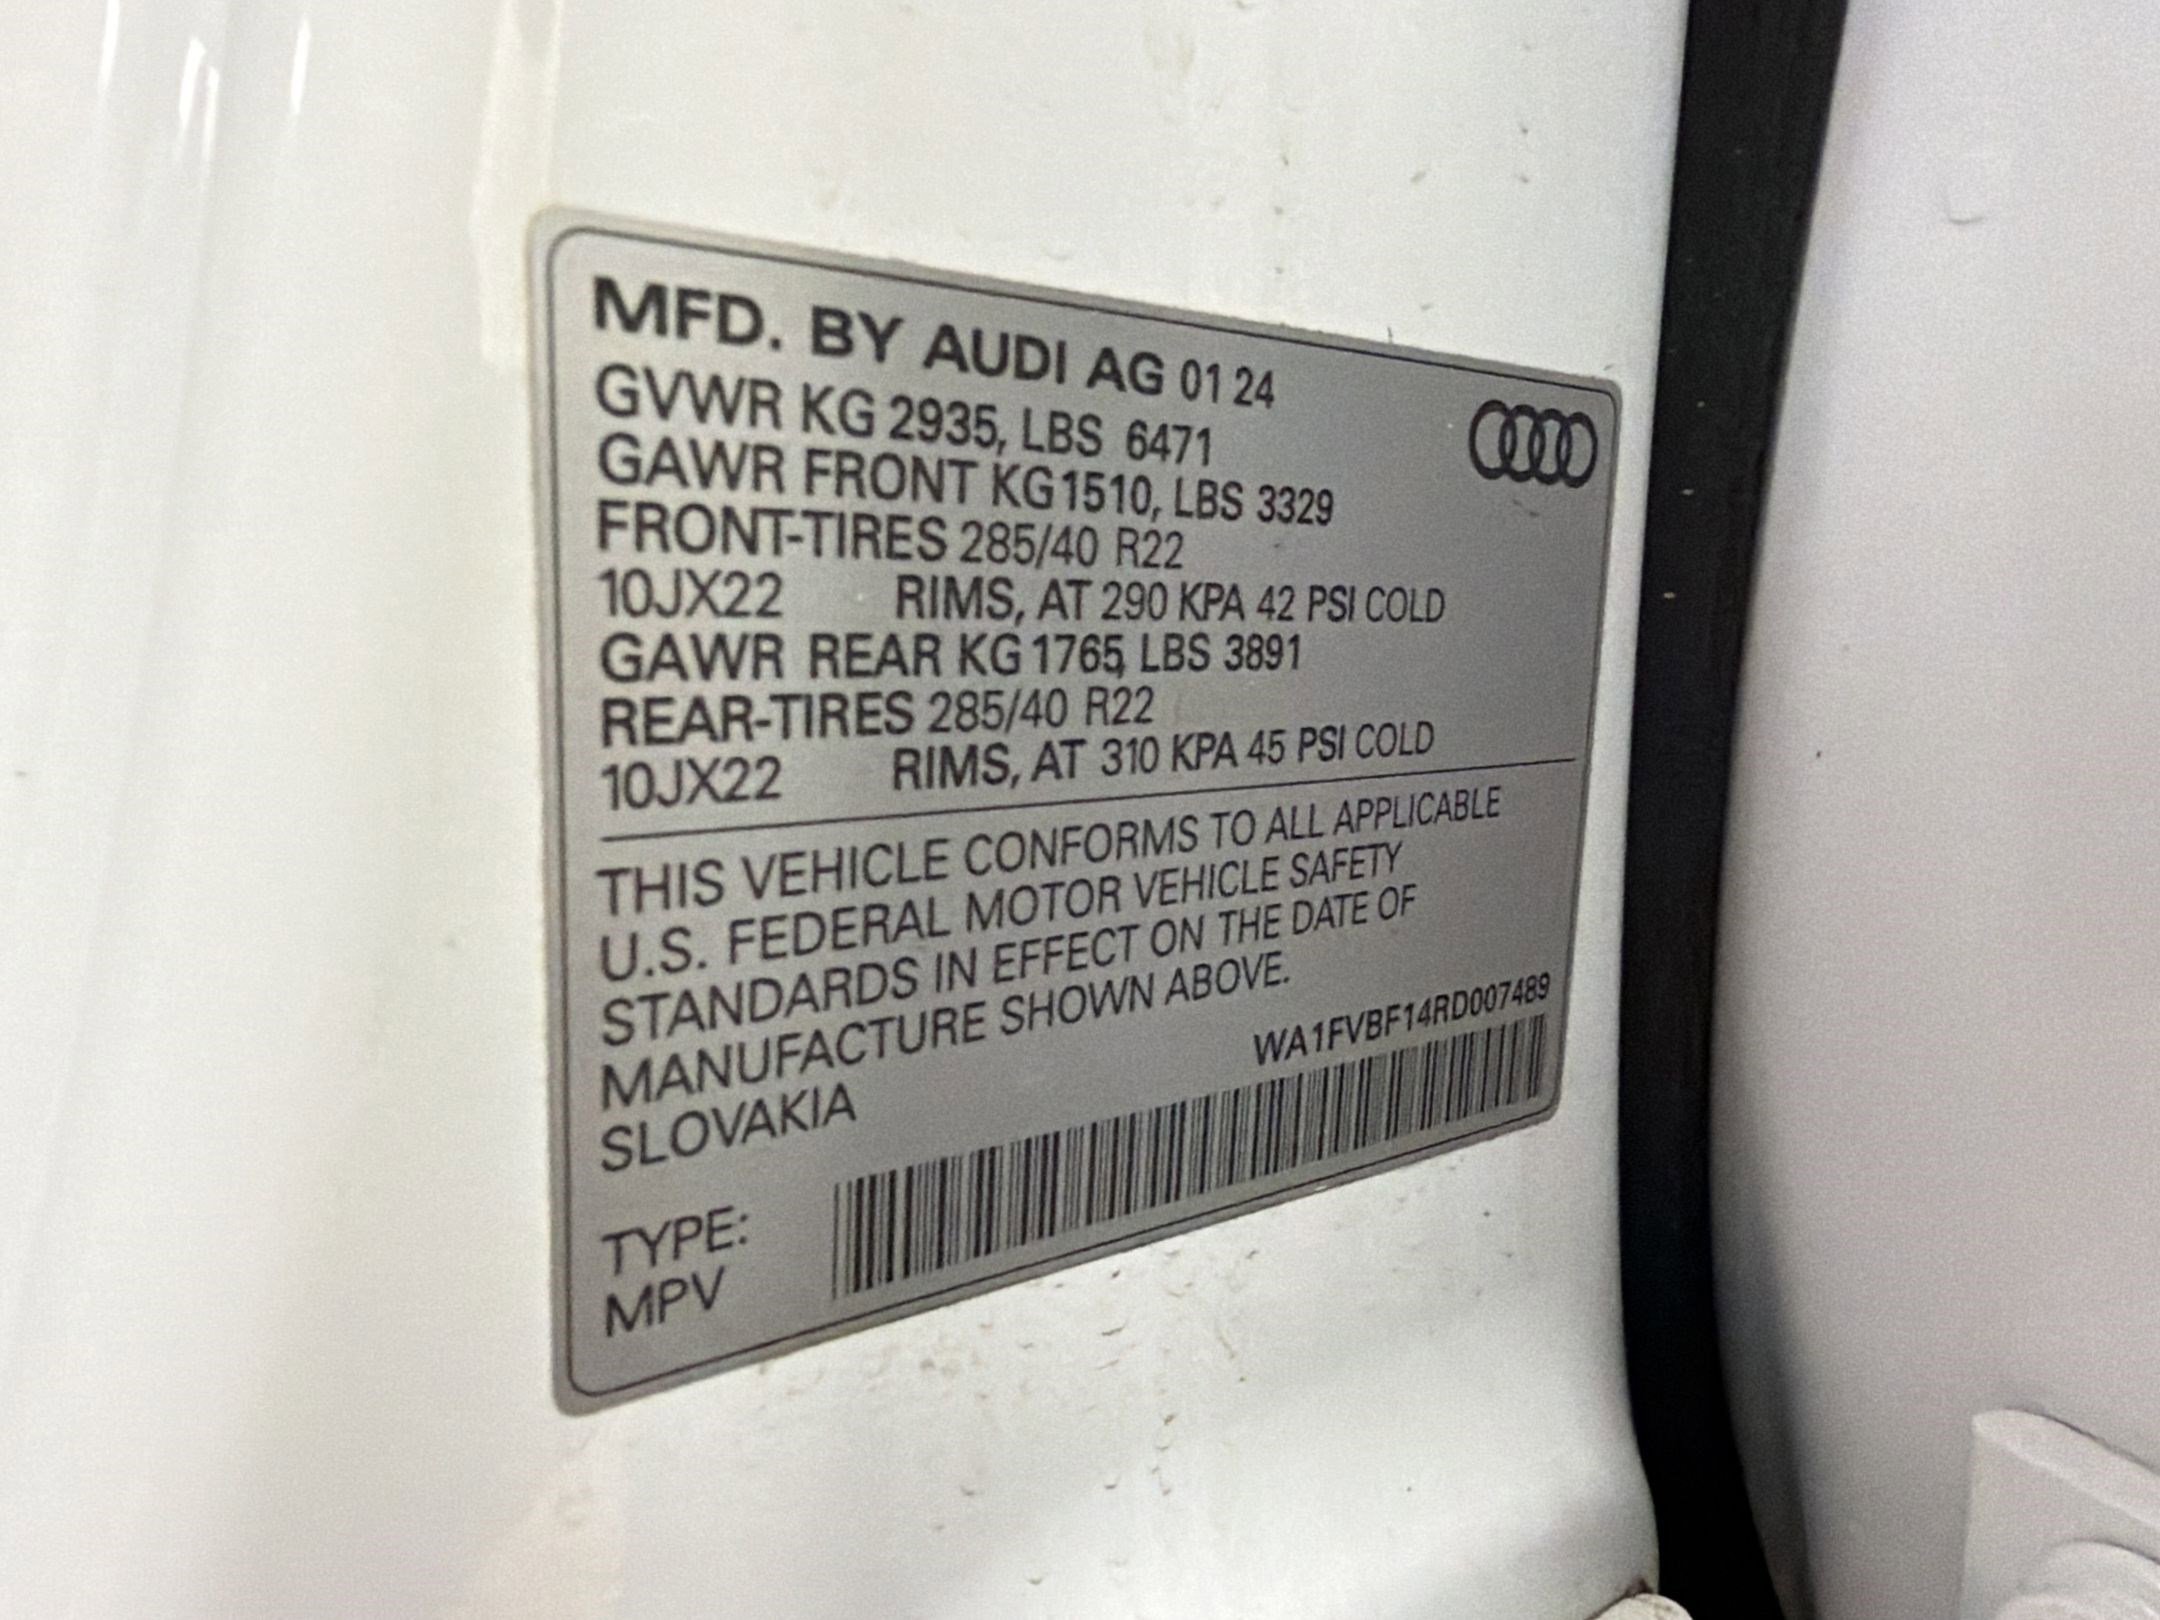 MFD. BY AUDI AG 01 24
GVWR KG 2935, LBS 6471
GAWR FRONT KG 1510, LBS 3329
FRONT-TIRES 285/40 R22
10JX22 RIMS, AT 290 KPA 42 PSI COLD
GAWR REAR KG 1765, LBS 3891
REAR-TIRES 285/40 R22
10JX22 RIMS, AT 310 KPA 45 PSI COLD
THIS VEHICLE CONFORMS TO ALL APPLICABLE
U.S. FEDERAL MOTOR VEHICLE SAFETY
STANDARDS IN EFFECT ON THE DATE OF
MANUFACTURE SHOWN ABOVE.
SLOVAKIA
WA1FVBF14RD007489
TYPE:
MPV